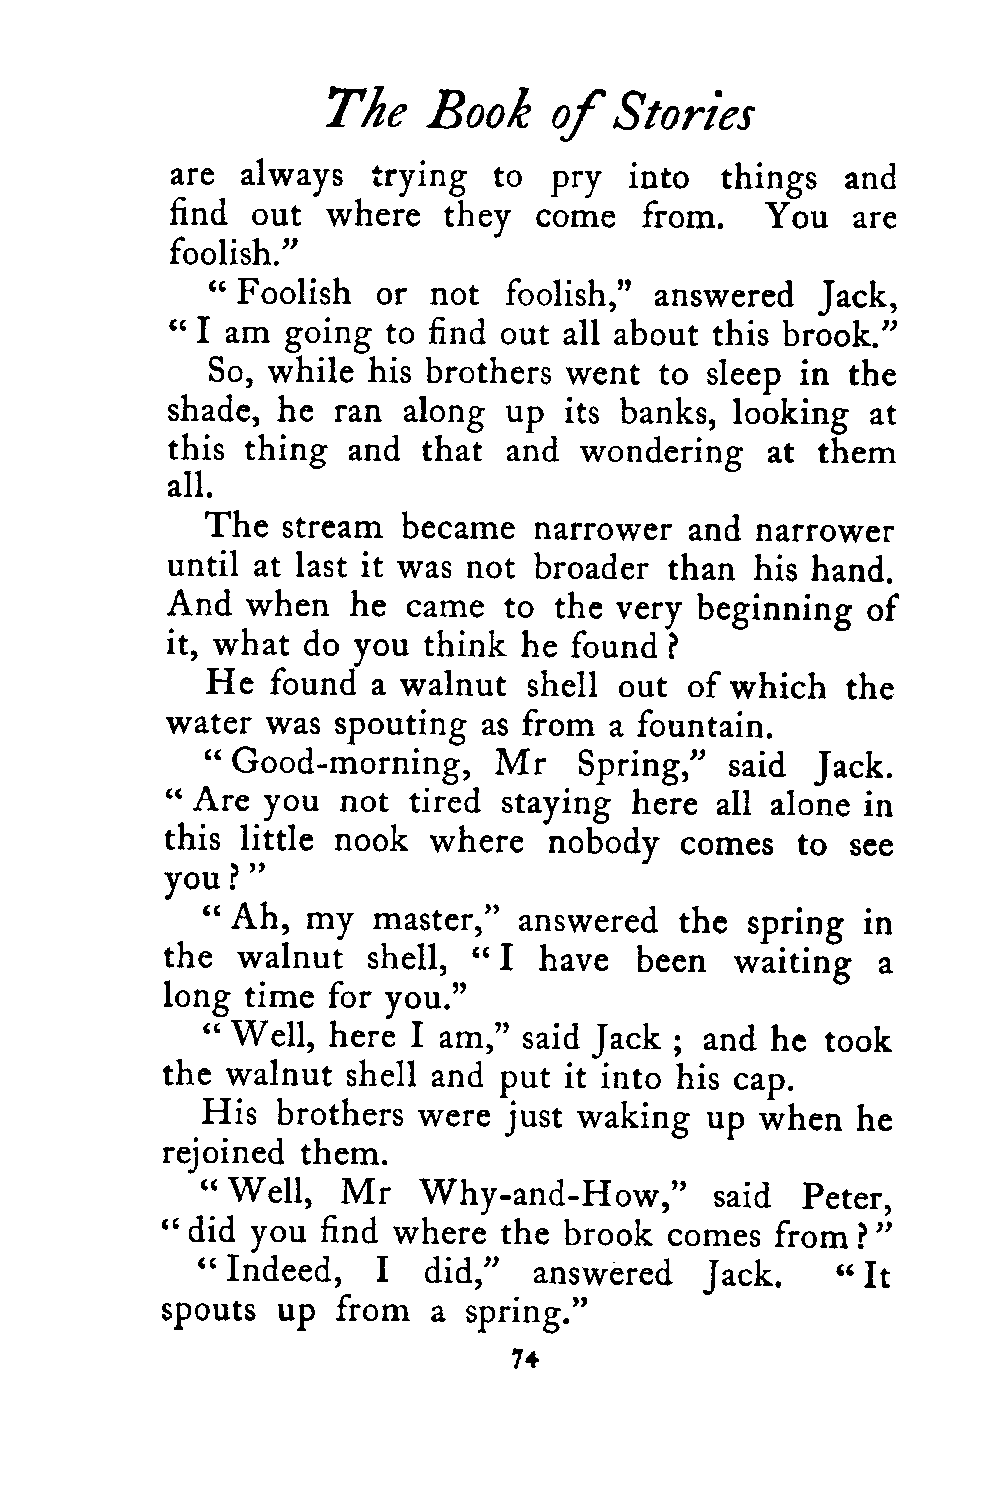 The Book of Stories
are always trying to pry into things and
find out where they come from. You are
foolish.”
“ Foolish or not foolish,” answered Jack,
“ I am going to find out all about this brook.”
So, while his brothers went to sleep in the
shade, he ran along up its banks, looking at
this thing and that and wondering at them
all.
The stream became narrower and narrower
until at last it was not broader than his hand.
And when he came to the very beginning of
it, what do you think he found ?
He found a walnut shell out of which the
water was spouting as from a fountain.
“ Good-morning, Mr Spring,” said Jack.
“ Are you not tired staying here all alone in
this little nook where nobody comes to see
you ? ”
“ Ah, my master,” answered the spring in
the walnut shell, “ I have been waiting a
long time for you.”
“ Well, here I am,” said Jack ; and he took
the walnut shell and put it into his cap.
His brothers were just waking up when he
rejoined them.
“ Well, Mr Why-and-How,” said Peter,
“ did you find where the brook comes from ? ”
“ Indeed, I did,” answered Jack. “ It
spouts up from a spring.”
74